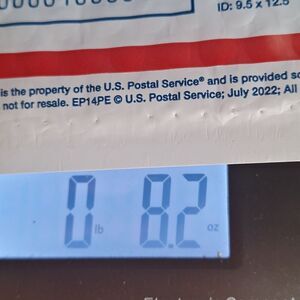 ID: 9.5 x 12.5
is the property of the U.S. Postal Service® and is provided
not for resale. EP14PE © U.S. Postal Service; July 2022; All
0 lb 8.2 oz